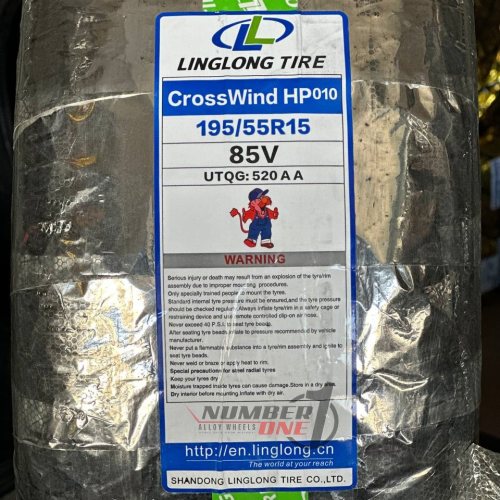 LINGLONG TIRE
CrossWind HP010
195/55R15
85V
UTQG: 520 A A
WARNING
Serious injury or death may result from an explosion of the tyre/rim
assembly due to improper mounting procedures.
Only specially trained people to mount the tyres.
Standard internal tyre pressure must be ensured,and the tyre pressure
should be checked regularly.Always inflate tyre/rim in a safety cage or
restraining device and use remote controlled clip-on air hose.
Never exceed 40 P.S.I. to seat tyre beads.
After seating tyre beads, inflate to pressure recommended by vehicle
manufacturer.
Never put a flammable substance into a tyre/rim assembly and ignite to
seat tyre beads.
Never weld or braze or apply heat to rim.
Special precautions for steel radial tyres
Keep your tyres dry
Moisture trapped inside tyres can cause damage.Store in a dry area.
Dry interior before mounting.Inflate with dry air.
NUMBER
ONE 1
ALLOY WHEELS
http://en.linglong.cn
The world at your reach
SHANDONG LINGLONG TIRE CO.,LTD.